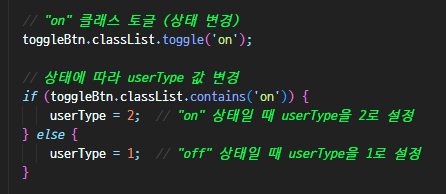 // "on" 클래스 토글 (상태 변경)
toggleBtn.classList.toggle('on');
// 상태에 따라 userType 값 변경
if (toggleBtn.classList.contains('on')) {
userType = 2;  // "on" 상태일 때 userType을 2로 설정
} else {
userType = 1;  // "off" 상태일 때 userType을 1로 설정
}